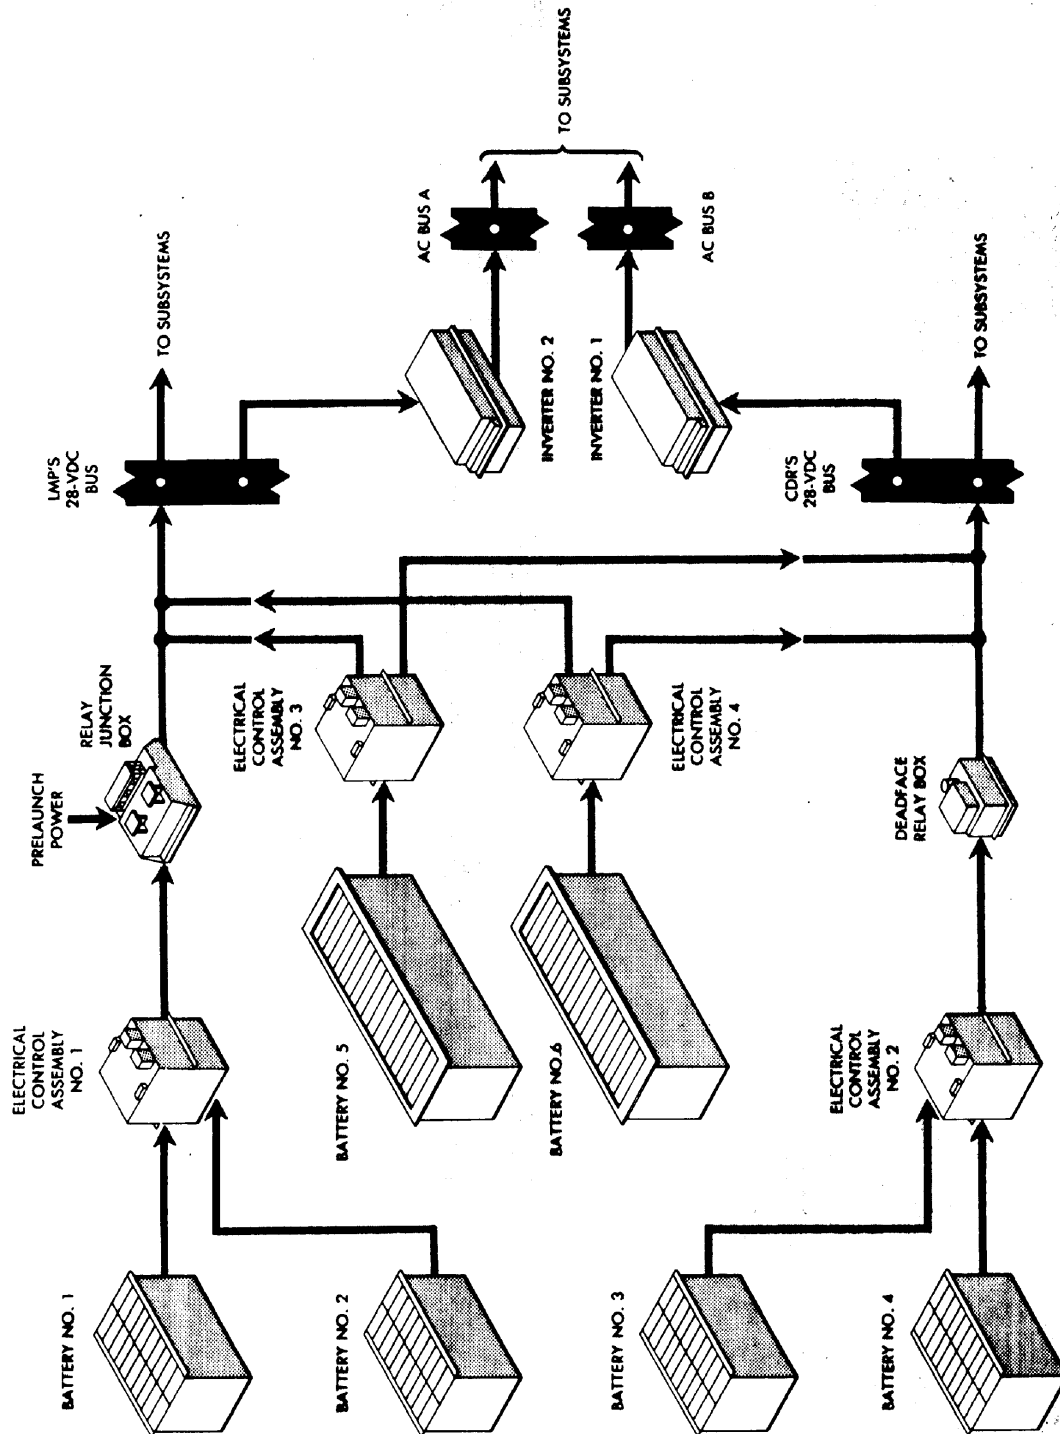 BATTERY NO. 1
BATTERY NO. 2
BATTERY NO. 3
BATTERY NO. 4
ELECTRICAL
CONTROL
ASSEMBLY
NO. 1
BATTERY NO. 5
BATTERY NO.6
ELECTRICAL
CONTROL
ASSEMBLY
NO. 2
PRELAUNCH
POWER
RELAY
JUNCTION
BOX
ELECTRICAL
CONTROL
ASSEMBLY
NO. 3
ELECTRICAL
CONTROL
ASSEMBLY
NO. 4
DEADFACE
RELAY BOX
LMP'S
28-VDC
BUS
CDR'S
28-VDC
BUS
INVERTER NO. 2
INVERTER NO. 1
TO SUBSYSTEMS
AC BUS A
AC BUS B
TO SUBSYSTEMS
TO SUBSYSTEMS